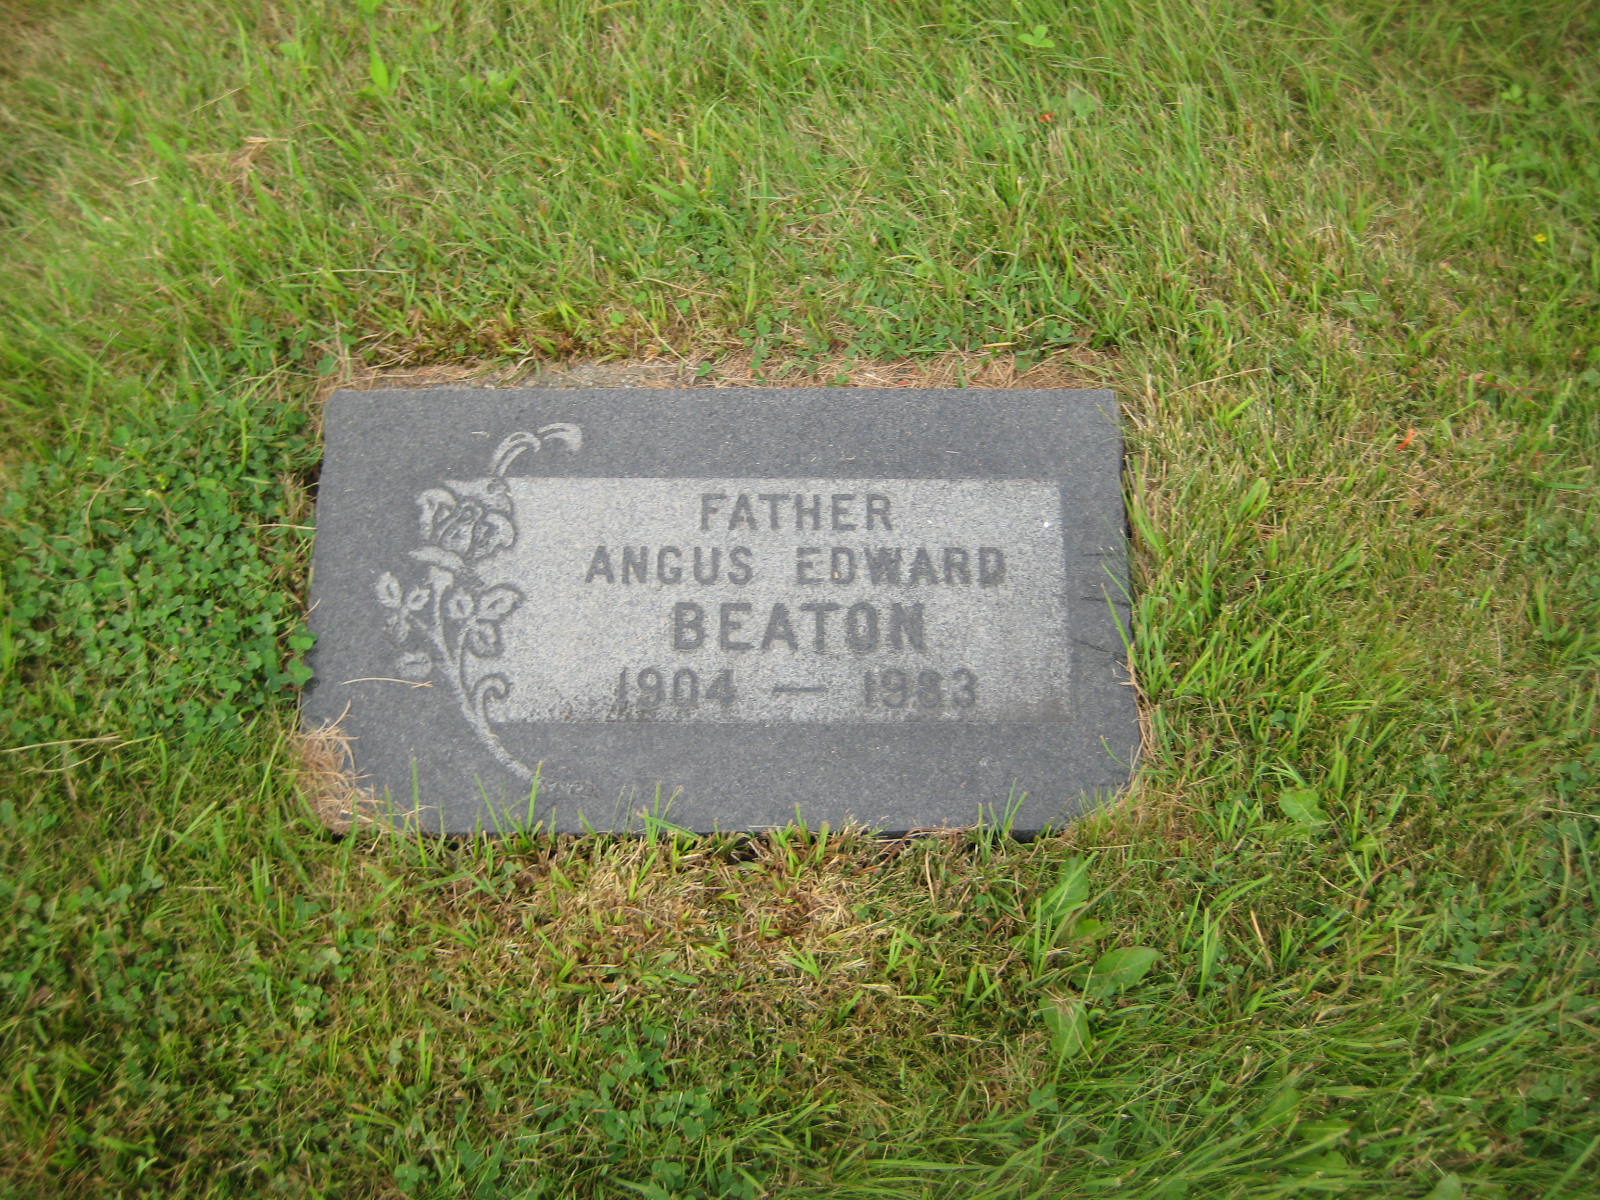 FATHER
ANGUS EDWARD
BEATON
1904 — 1983